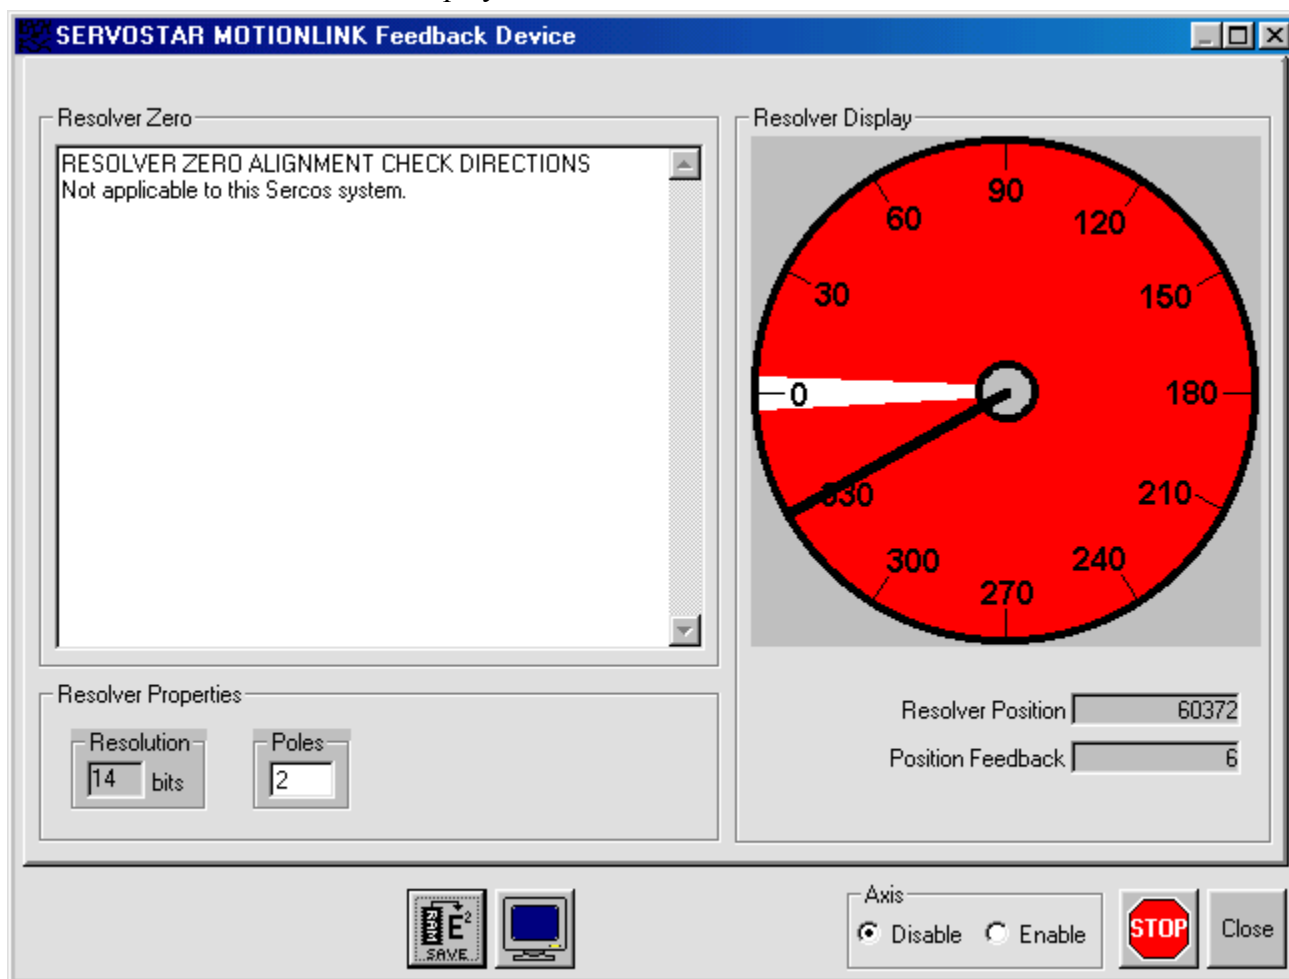 SERVOSTAR MOTIONLINK Feedback Device
Resolver Zero
RESOLVER ZERO ALIGNMENT CHECK DIRECTIONS
Not applicable to this Sercos system.
Resolver Display
90
60
120
30
150
0
180
330
210
300
240
270
Resolver Position 60372
Position Feedback 6
Resolver Properties
Resolution
14 bits
Poles
2
RAM E²
SAVE
Axis
Disable Enable
STOP
Close